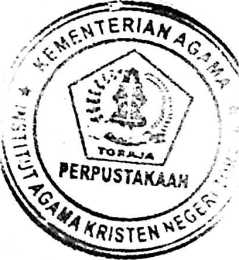 KEMENTERIAN AGAMA
TORAJA
PERPUSTAKAAN
INSTITUT AGAMA KRISTEN NEGERI